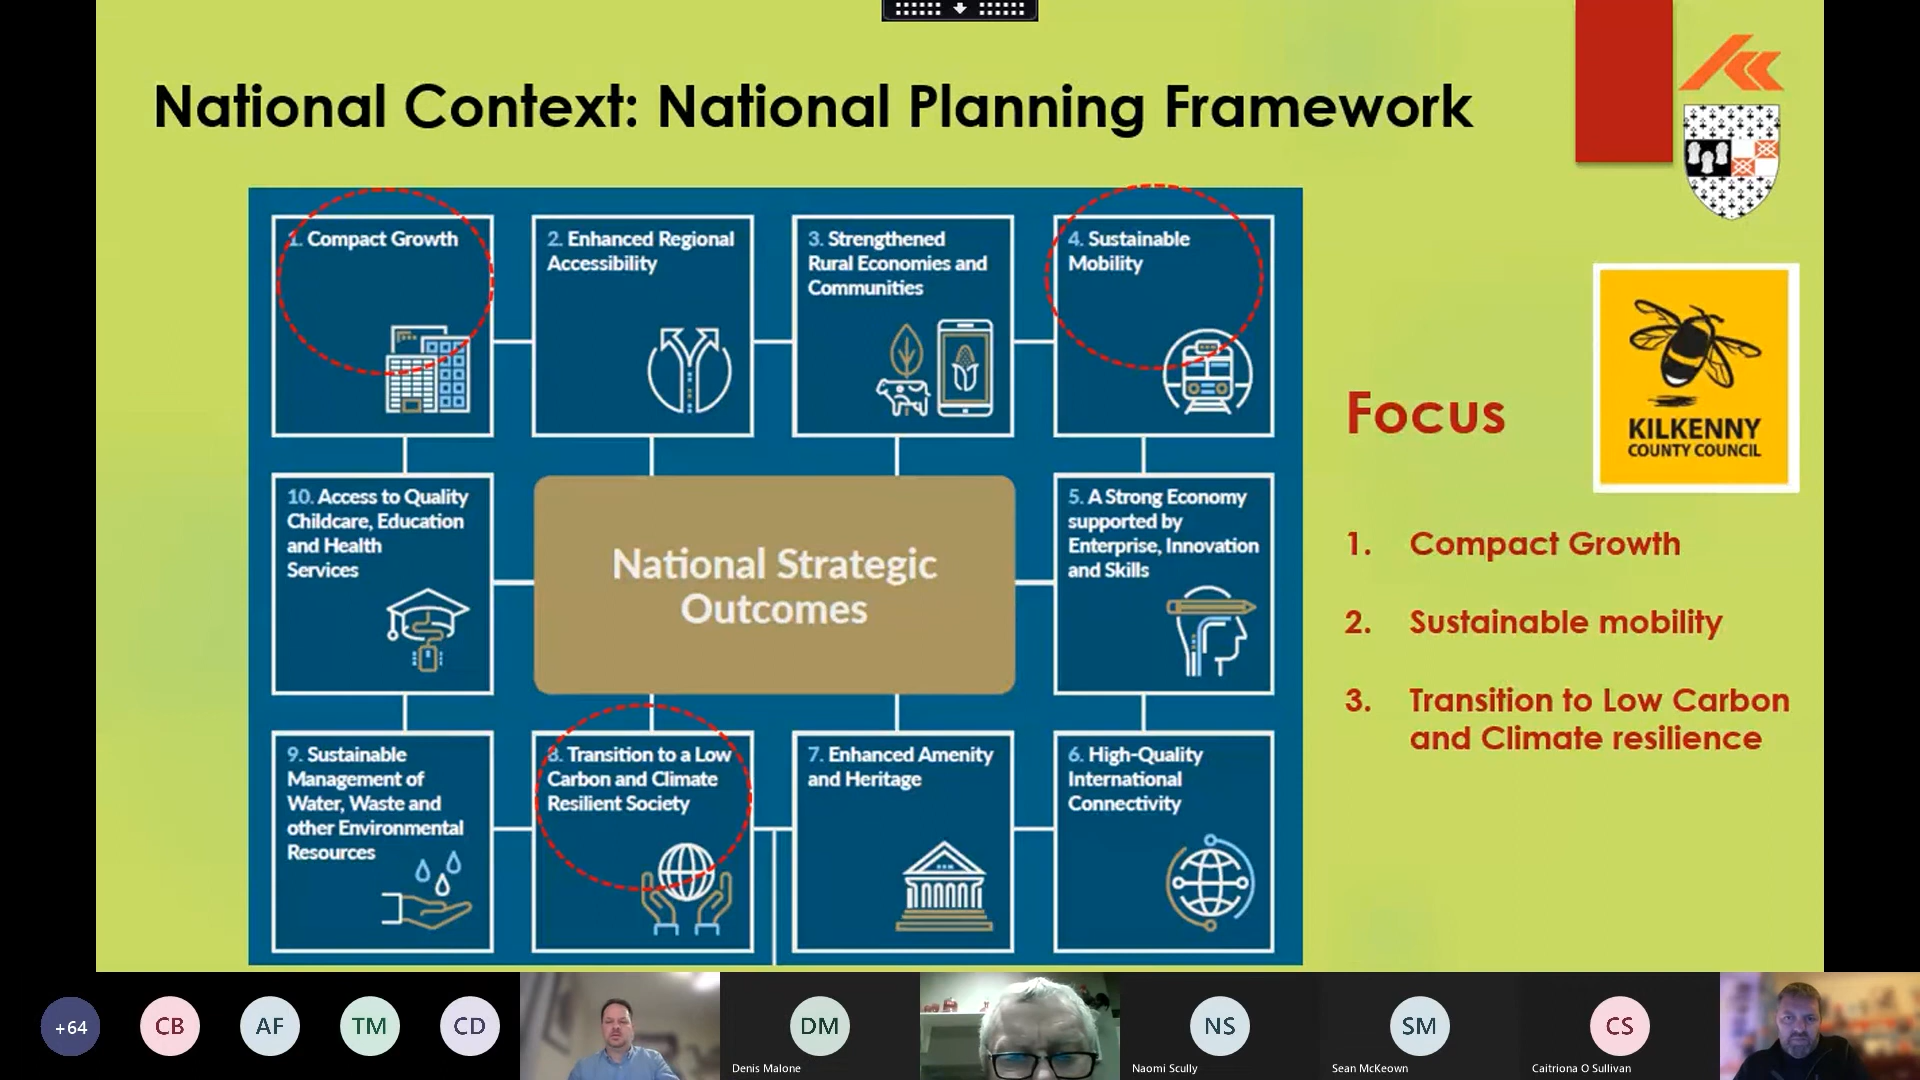 National Context: National Planning Framework
1. Compact Growth
2. Enhanced Regional
Accessibility
3. Strengthened
Rural Economies and
Communities
4. Sustainable
Mobility
10. Access to Quality
Childcare, Education
and Health
Services
National Strategic
Outcomes
5. A Strong Economy
supported by
Enterprise, Innovation
and Skills
9. Sustainable
Management of
Water, Waste and
other Environmental
Resources
8. Transition to a Low
Carbon and Climate
Resilient Society
7. Enhanced Amenity
and Heritage
6. High-Quality
International
Connectivity
Focus
KILKENNY
COUNTY COUNCIL
1. Compact Growth
2. Sustainable mobility
3. Transition to Low Carbon
and Climate resilience
+64
CB
AF
TM
CD
DM
Denis Malone
NS
Naomi Scully
SM
Sean McKeown
CS
Caitriona O Sullivan